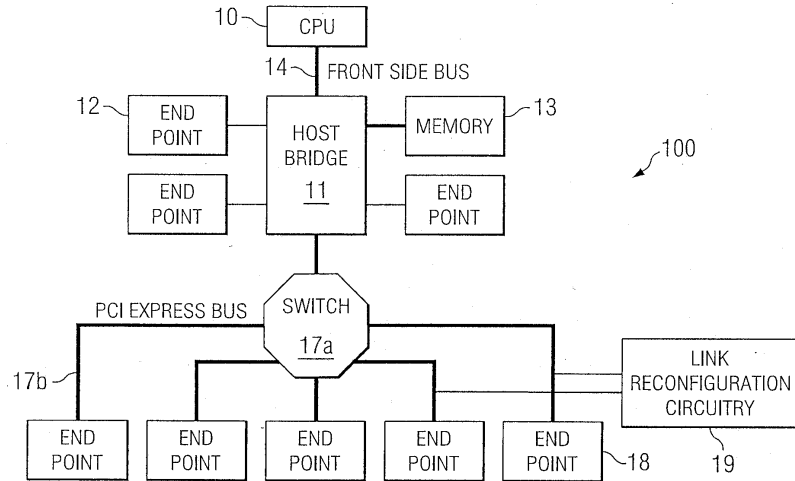 10
CPU
14
FRONT SIDE BUS
12
END
POINT
HOST
BRIDGE
11
MEMORY
13
100
END
POINT
END
POINT
PCI EXPRESS BUS
SWITCH
17a
17b
LINK
RECONFIGURATION
CIRCUITRY
19
END
POINT
END
POINT
END
POINT
END
POINT
END
POINT
18